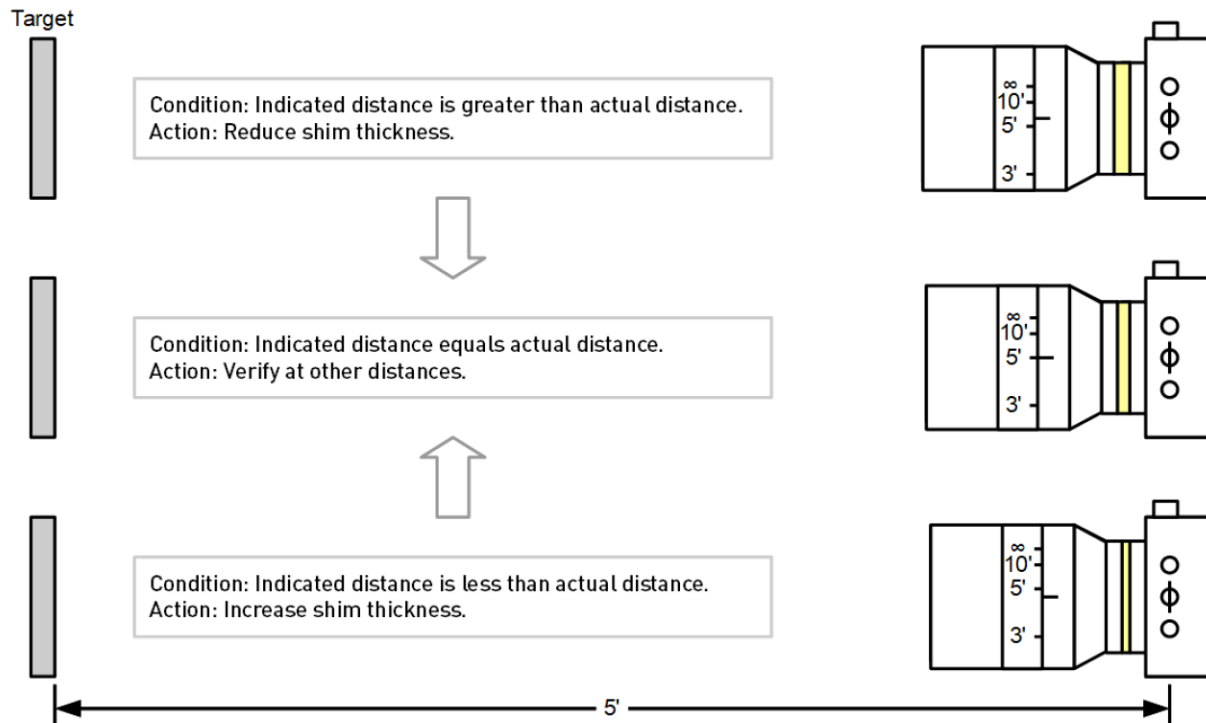 Target
Condition: Indicated distance is greater than actual distance.
Action: Reduce shim thickness.
∞
10'
5'
3'
Condition: Indicated distance equals actual distance.
Action: Verify at other distances.
∞
10'
5'
3'
Condition: Indicated distance is less than actual distance.
Action: Increase shim thickness.
∞
10'
5'
3'
5'